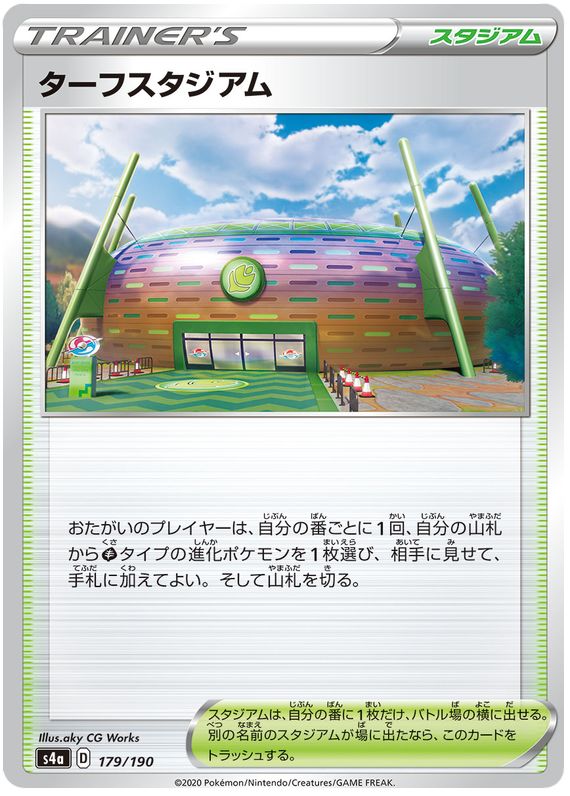 TRAINER'S
スタジアム
ターフスタジアム
おたがいのプレイヤーは、自分の番ごとに1回、自分の山札
からタイプの進化ポケモンを1枚選び、相手に見せて、
手札に加えてよい。そして山札を切る。
Illus.aky CG Works
スタジアムは、自分の番に1枚だけ、バトル場の横に出せる。
別の名前のスタジアムが場に出たなら、このカードを
トラッシュする。
s4a D 179/190
©2020 Pokémon/Nintendo/Creatures/GAME FREAK.